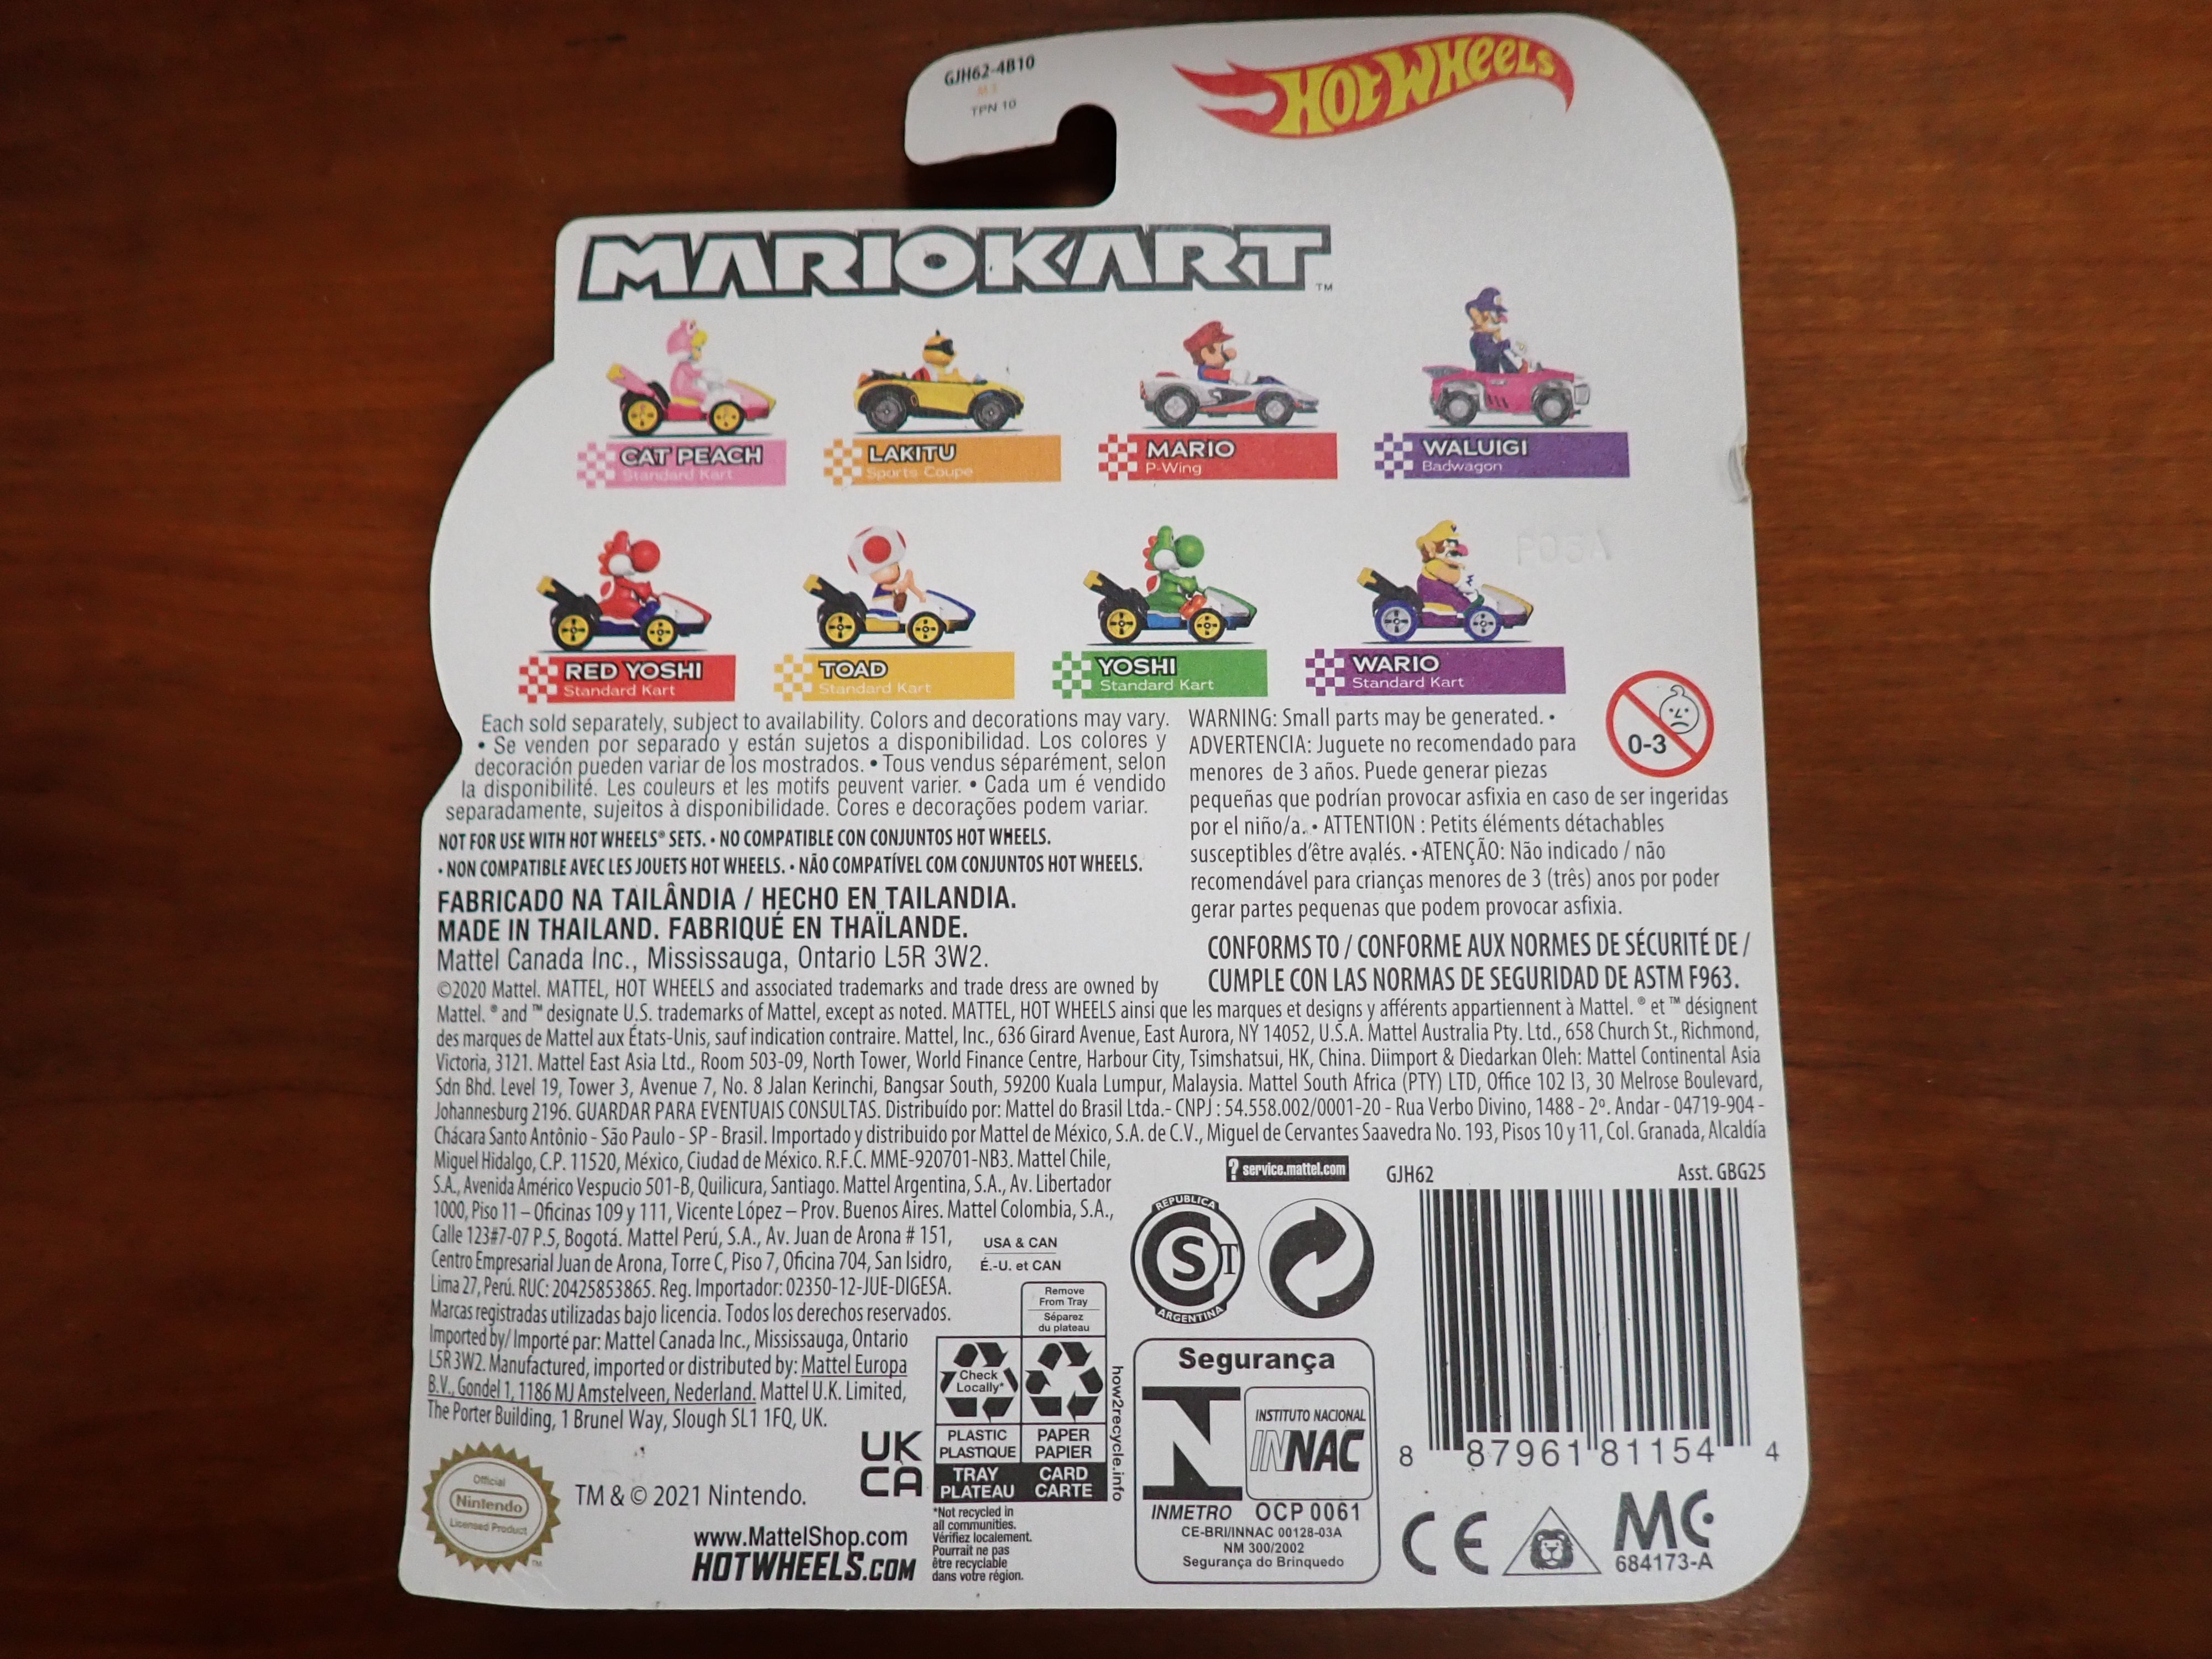 GJH62-4B10
M3
TPN 10
HOT WHEELS
MARIOKART™
CAT PEACH
Standard Kart
LAKITU
Sports Coupe
MARIO
P-Wing
WALUIGI
Badwagon
P05A
RED YOSHI
Standard Kart
TOAD
Standard Kart
YOSHI
Standard Kart
WARIO
Standard Kart
Each sold separately, subject to availability. Colors and decorations may vary.
• Se venden por separado y están sujetos a disponibilidad. Los colores y
decoración pueden variar de los mostrados. • Tous vendus séparément, selon
la disponibilité. Les couleurs et les motifs peuvent varier. • Cada um é vendido
separadamente, sujeitos à disponibilidade. Cores e decorações podem variar.
NOT FOR USE WITH HOT WHEELS® SETS. • NO COMPATIBLE CON CONJUNTOS HOT WHEELS.
• NON COMPATIBLE AVEC LES JOUETS HOT WHEELS. • NÃO COMPATÍVEL COM CONJUNTOS HOT WHEELS.
FABRICADO NA TAILÂNDIA / HECHO EN TAILANDIA.
MADE IN THAILAND. FABRIQUÉ EN THAÏLANDE.
Mattel Canada Inc., Mississauga, Ontario L5R 3W2.
WARNING: Small parts may be generated. •
ADVERTENCIA: Juguete no recomendado para
menores de 3 años. Puede generar piezas
pequeñas que podrían provocar asfixia en caso de ser ingeridas
por el niño/a. • ATTENTION : Petits éléments détachables
susceptibles d'être avalés. • ATENÇÃO: Não indicado / não
recomendável para crianças menores de 3 (três) anos por poder
gerar partes pequenas que podem provocar asfixia.
0-3
CONFORMS TO / CONFORME AUX NORMES DE SÉCURITÉ DE /
CUMPLE CON LAS NORMAS DE SEGURIDAD DE ASTM F963.
©2020 Mattel. MATTEL, HOT WHEELS and associated trademarks and trade dress are owned by
Mattel. ® and ™ designate U.S. trademarks of Mattel, except as noted. MATTEL, HOT WHEELS ainsi que les marques et designs y afférents appartiennent à Mattel. ® et ™ désignent
des marques de Mattel aux États-Unis, sauf indication contraire. Mattel, Inc., 636 Girard Avenue, East Aurora, NY 14052, U.S.A. Mattel Australia Pty. Ltd., 658 Church St., Richmond,
Victoria, 3121. Mattel East Asia Ltd., Room 503-09, North Tower, World Finance Centre, Harbour City, Tsimshatsui, HK, China. Diimport & Diedarkan Oleh: Mattel Continental Asia
Sdn Bhd. Level 19, Tower 3, Avenue 7, No. 8 Jalan Kerinchi, Bangsar South, 59200 Kuala Lumpur, Malaysia. Mattel South Africa (PTY) LTD, Office 102 I3, 30 Melrose Boulevard,
Johannesburg 2196. GUARDAR PARA EVENTUAIS CONSULTAS. Distribuído por: Mattel do Brasil Ltda.- CNPJ : 54.558.002/0001-20 - Rua Verbo Divino, 1488 - 2º. Andar - 04719-904 -
Chácara Santo Antônio - São Paulo - SP - Brasil. Importado y distribuido por Mattel de México, S.A. de C.V., Miguel de Cervantes Saavedra No. 193, Pisos 10 y 11, Col. Granada, Alcaldía
Miguel Hidalgo, C.P. 11520, México, Ciudad de México. R.F.C. MME-920701-NB3. Mattel Chile,
S.A., Avenida Américo Vespucio 501-B, Quilicura, Santiago. Mattel Argentina, S.A., Av. Libertador
1000, Piso 11 – Oficinas 109 y 111, Vicente López – Prov. Buenos Aires. Mattel Colombia, S.A.,
Calle 123#7-07 P.5, Bogotá. Mattel Perú, S.A., Av. Juan de Arona # 151,
Centro Empresarial Juan de Arona, Torre C, Piso 7, Oficina 704, San Isidro,
Lima 27, Perú. RUC: 20425853865. Reg. Importador: 02350-12-JUE-DIGESA.
Marcas registradas utilizadas bajo licencia. Todos los derechos reservados.
Imported by/ Importé par: Mattel Canada Inc., Mississauga, Ontario
L5R 3W2. Manufactured, imported or distributed by: Mattel Europa
B.V., Gondel 1, 1186 MJ Amstelveen, Nederland. Mattel U.K. Limited,
The Porter Building, 1 Brunel Way, Slough SL1 1FQ, UK.
USA & CAN
É.-U. et CAN
Remove
From Tray
Séparez
du plateau
Check
Locally*
PLASTIC
PLASTIQUE
TRAY
PLATEAU
PAPER
PAPIER
CARD
CARTE
how2recycle.info
*Not recycled in
all communities.
Vérifiez localement.
Pourrait ne pas
être recyclable
dans votre région.
UK
CA
Official
Nintendo
Licensed Product
™
TM & © 2021 Nintendo.
www.MattelShop.com
HOTWHEELS.COM
? service.mattel.com
GJH62
Asst. GBG25
REPUBLICA
S
T
ARGENTINA
Segurança
INSTITUTO NACIONAL
INNAC
INMETRO OCP 0061
CE-BRI/INNAC 00128-03A
NM 300/2002
Segurança do Brinquedo
8 87961 81154 4
CE
MC
684173-A